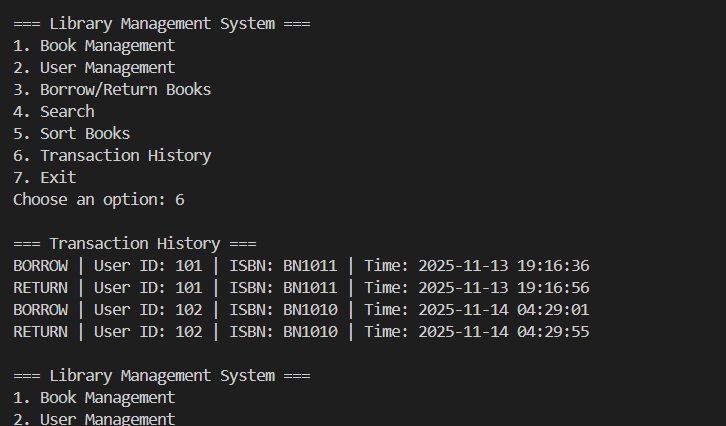 === Library Management System ===
1. Book Management
2. User Management
3. Borrow/Return Books
4. Search
5. Sort Books
6. Transaction History
7. Exit
Choose an option: 6
=== Transaction History ===
BORROW | User ID: 101 | ISBN: BN1011 | Time: 2025-11-13 19:16:36
RETURN | User ID: 101 | ISBN: BN1011 | Time: 2025-11-13 19:16:56
BORROW | User ID: 102 | ISBN: BN1010 | Time: 2025-11-14 04:29:01
RETURN | User ID: 102 | ISBN: BN1010 | Time: 2025-11-14 04:29:55
=== Library Management System ===
1. Book Management
2. User Management